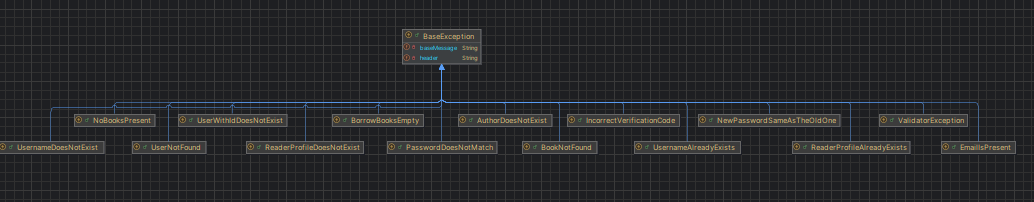 BaseException
baseMessage String
header String
NoBooksPresent
UserWithIdDoesNotExist
BorrowBooksEmpty
AuthorDoesNotExist
IncorrectVerificationCode
NewPasswordSameAsTheOldOne
ValidatorException
UsernameDoesNotExist
UserNotFound
ReaderProfileDoesNotExist
PasswordDoesNotMatch
BookNotFound
UsernameAlreadyExists
ReaderProfileAlreadyExists
EmailIsPresent